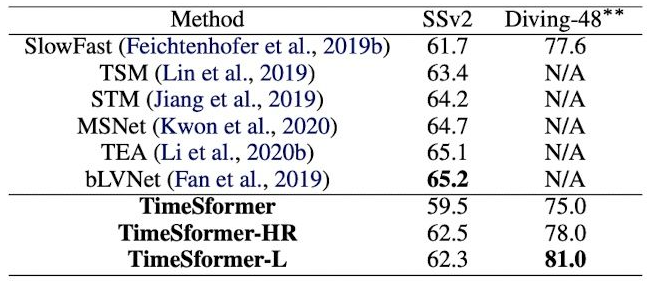 Method SSv2 Diving-48**
SlowFast (Feichtenhofer et al., 2019b) 61.7 77.6
TSM (Lin et al., 2019) 63.4 N/A
STM (Jiang et al., 2019) 64.2 N/A
MSNet (Kwon et al., 2020) 64.7 N/A
TEA (Li et al., 2020b) 65.1 N/A
bLVNet (Fan et al., 2019) 65.2 N/A
TimeSformer 59.5 75.0
TimeSformer-HR 62.5 78.0
TimeSformer-L 62.3 81.0